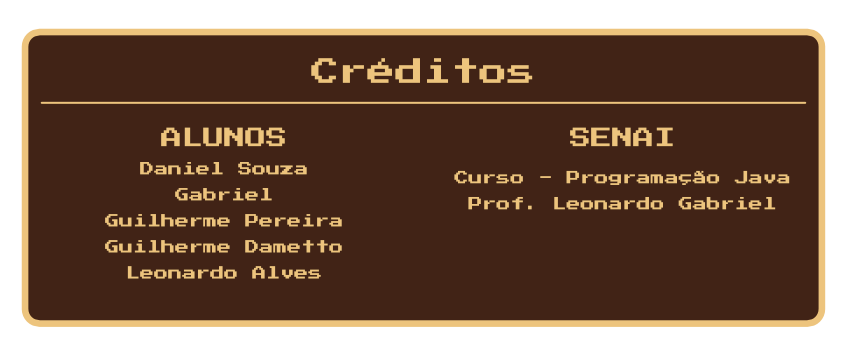 Créditos
ALUNOS
Daniel Souza
Gabriel
Guilherme Pereira
Guilherme Dametto
Leonardo Alves
SENAI
Curso - Programação Java
Prof. Leonardo Gabriel